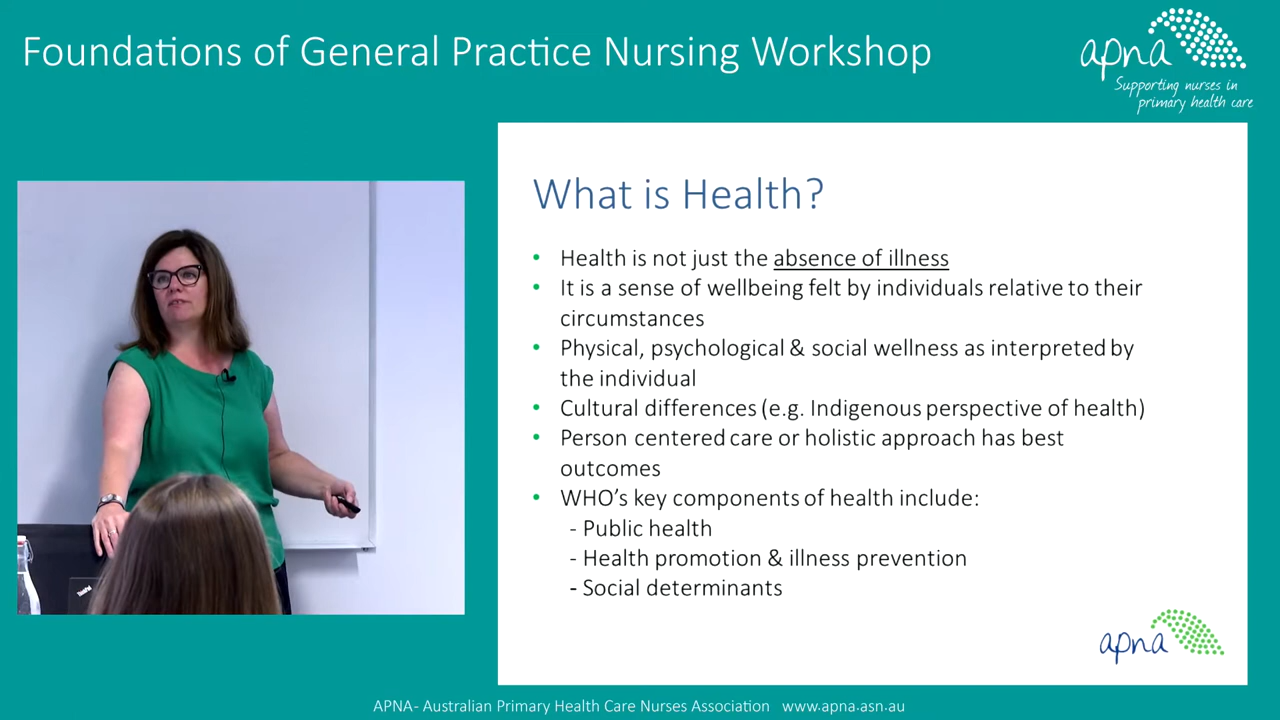 Foundations of General Practice Nursing Workshop
apna
Supporting nurses in
primary health care
What is Health?
• Health is not just the absence of illness
• It is a sense of wellbeing felt by individuals relative to their
circumstances
• Physical, psychological & social wellness as interpreted by
the individual
• Cultural differences (e.g. Indigenous perspective of health)
• Person centered care or holistic approach has best
outcomes
• WHO's key components of health include:
- Public health
- Health promotion & illness prevention
- Social determinants
ThinkPad
apna
APNA- Australian Primary Health Care Nurses Association www.apna.asn.au